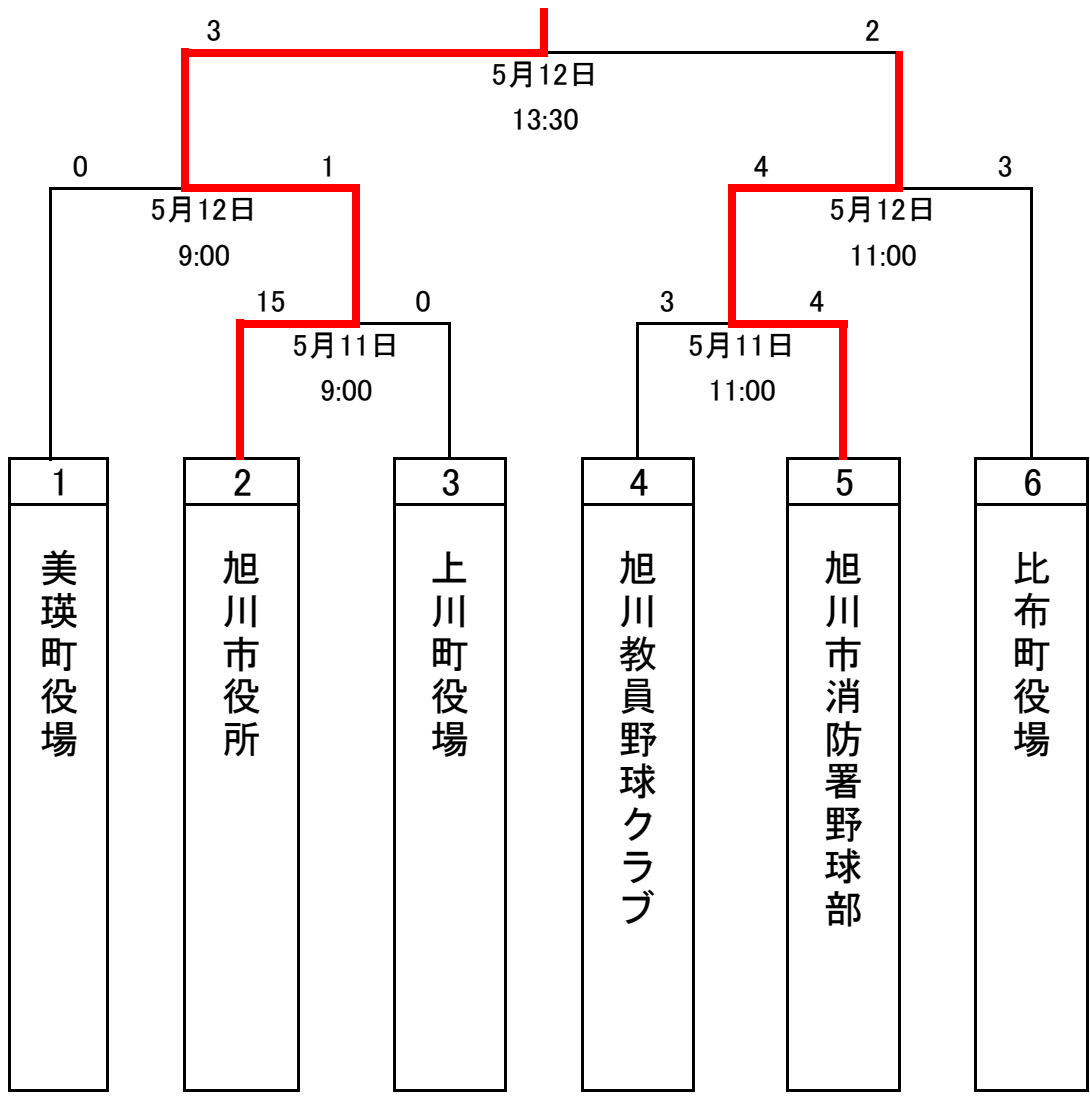 3
2
5月12日
13:30
0
1
4
3
5月12日
9:00
5月12日
11:00
15
0
3
4
5月11日
9:00
5月11日
11:00
1
2
3
4
5
6
美瑛町役場
旭川市役所
上川町役場
旭川教員野球クラブ
旭川市消防署野球部
比布町役場